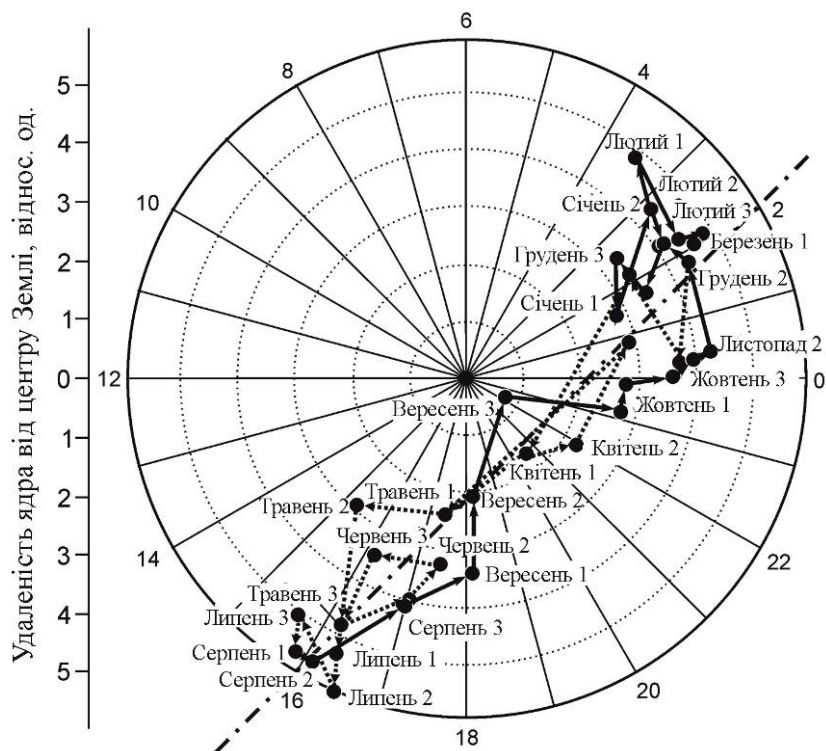 6
5
8
4
Лютий 1
4
Лютий 2
Січень 2
2
Лютий 3
3
10
Грудень 3
Березень 1
2
Грудень 2
Січень 1
1
Листопад 2
0
12
0
Жовтень 3
Вересень 3
Жовтень 1
1
Квітень 2
Квітень 1
2
Травень 2
Травень 1
Вересень 2
Червень 3
Червень 2
14
22
3
Вересень 1
Травень 3
4
Липень 3
Серпень 3
Серпень 1
Липень 1
5
Серпень 2
16
Липень 2
20
18
Удаленість ядра від центру Землі, віднос. од.